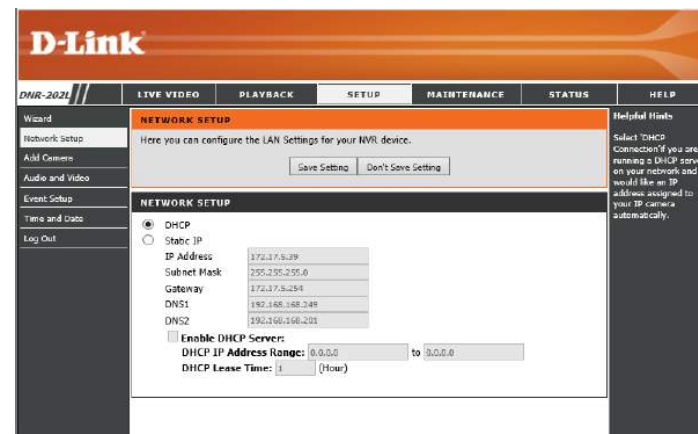 D-Link
DNR-202L
LIVE VIDEO PLAYBACK SETUP MAINTENANCE STATUS HELP
Wizard
Network Setup
Add Camera
Audio and Video
Event Setup
Time and Date
Log Out
NETWORK SETUP
Here you can configure the LAN Settings for your NVR device.
Save Setting Don't Save Setting
NETWORK SETUP
DHCP
Static IP
IP Address 172.17.5.39
Subnet Mask 255.255.255.0
Gateway 172.17.5.254
DNS1 192.168.168.249
DNS2 192.168.168.201
Enable DHCP Server:
DHCP IP Address Range: 0.0.0.0 to 0.0.0.0
DHCP Lease Time: 1 (Hour)
Helpful Hints
Select 'DHCP
Connection'if you are
running a DHCP serve
on your network and
would like an IP
address assigned to
your IP camera
automatically.